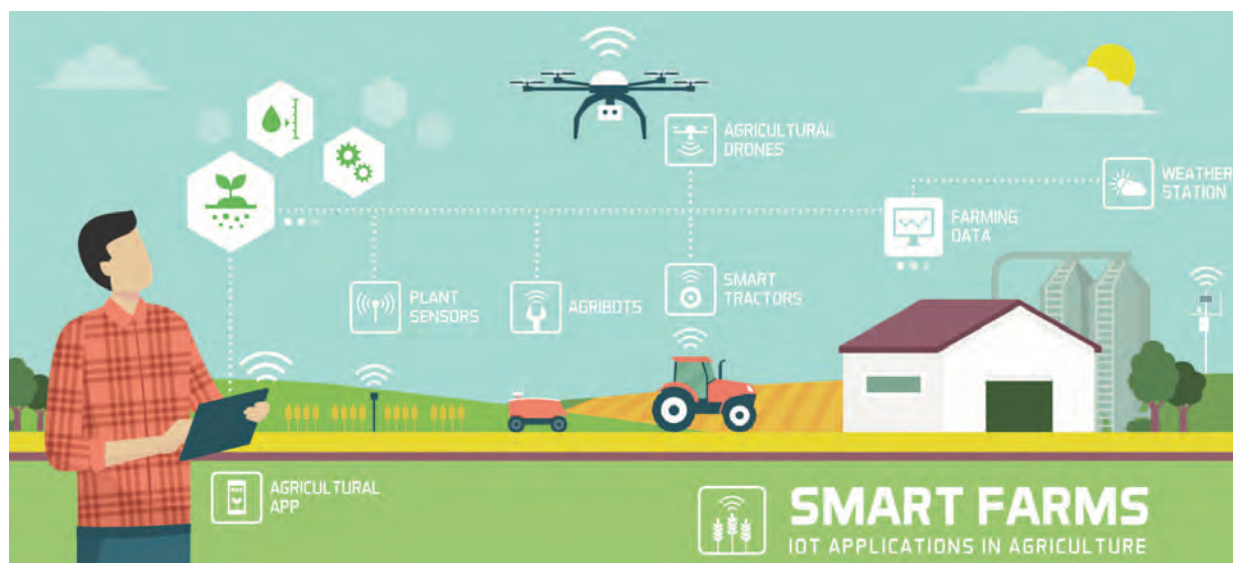 AGRICULTURAL
DRONES
WEATHER
STATION
FARMING
DATA
PLANT
SENSORS
AGRIBOTS
SMART
TRACTORS
AGRICULTURAL
APP
SMART FARMS
IOT APPLICATIONS IN AGRICULTURE